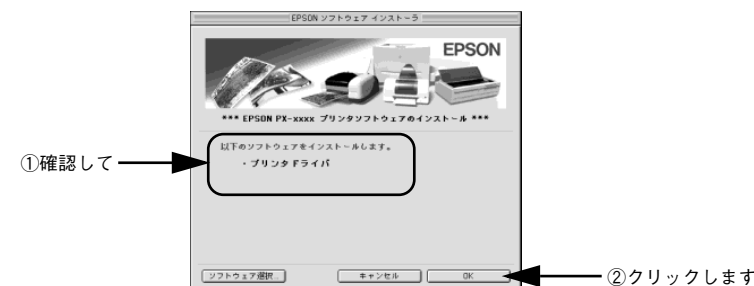 EPSON ソフトウェア インストーラ
EPSON
*** EPSON PX-xxxx プリンタソフトウェアのインストール ***
以下のソフトウェアをインストールします。
・プリンタドライバ
①確認して
ソフトウェア選択...
キャンセル
OK
②クリックします